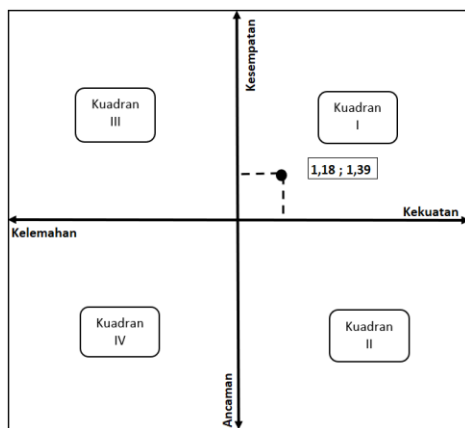 Kesempatan
Kuadran
III
Kuadran
I
1,18 ; 1,39
Kekuatan
Kelemahan
Kuadran
IV
Kuadran
II
Ancaman